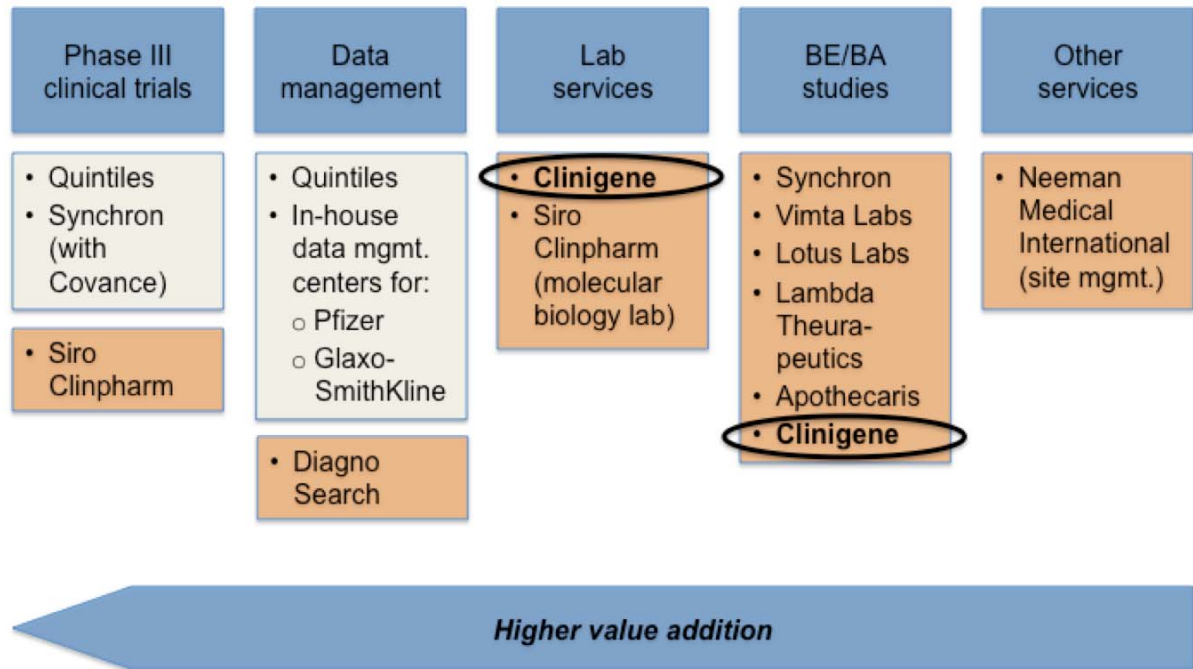 Phase III
clinical trials
Data
management
Lab
services
BE/BA
studies
Other
services
• Quintiles
• Synchron
(with
Covance)
• Siro
Clinpharm
• Quintiles
• In-house
data mgmt.
centers for:
○ Pfizer
○ Glaxo-
SmithKline
• Diagno
Search
• Clinigene
• Siro
Clinpharm
(molecular
biology lab)
• Synchron
• Vimta Labs
• Lotus Labs
• Lambda
Theura-
peutics
• Apothecaris
• Clinigene
• Neeman
Medical
International
(site mgmt.)
Higher value addition